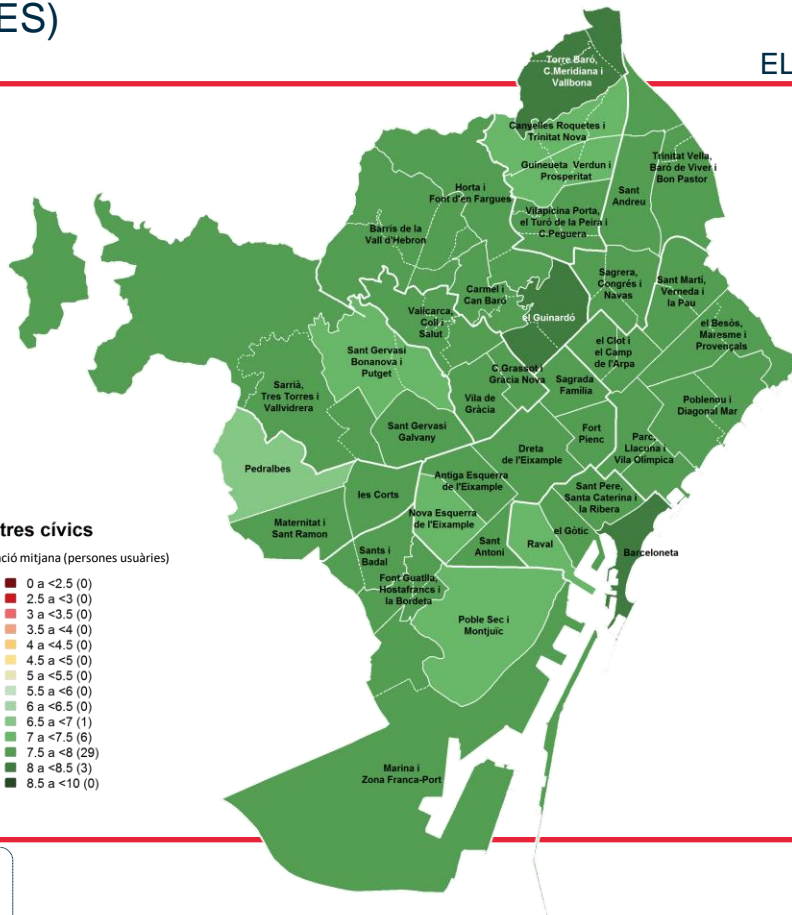 ES)
EL
Torre Baró,
C.Meridiana i
Vallbona
Canyelles Roquetes i
Trinitat Nova
Guineueta Verdun i
Prosperitat
Trinitat Vella,
Baró de Viver i
Bon Pastor
Sant
Andreu
Horta i
Font d'en Fargues
Vilapicina Porta,
el Turó de la Peira i
C.Peguera
Barris de la
Vall d'Hebron
Sagrera,
Congrés i
Navas
Sant Martí,
Verneda i
la Pau
Carmel i
Can Baró
Valicarca,
Coll i
Salut
el Guinardó
el Besòs,
Maresme i
Provençals
el Clot i
el Camp
de l'Arpa
Sant Gervasi
Bonanova i
Putget
C.Grassot i
Gràcia Nova
Sagrada
Família
Sarrià,
Tres Torres i
Vallvidrera
Vila de
Gràcia
Poblenou i
Diagonal Mar
Sant Gervasi
Galvany
Fort
Pienc
Parc,
Llacuna i
Vila Olímpica
Dreta
de l'Eixample
Pedralbes
Antiga Esquerra
de l'Eixample
les Corts
Sant Pere,
Santa Caterina i
la Ribera
Nova Esquerra
de l'Eixample
Maternitat i
Sant Ramon
el Gòtic
Sant
Antoni
Raval
Barceloneta
Sants i
Badal
Font Guatlla,
Hostafrancs i
la Bordeta
Poble Sec i
Montjuïc
Marina i
Zona Franca-Port
tres cívics
ció mitjana (persones usuàries)
0 a <2.5 (0)
2.5 a <3 (0)
3 a <3.5 (0)
3.5 a <4 (0)
4 a <4.5 (0)
4.5 a <5 (0)
5 a <5.5 (0)
5.5 a <6 (0)
6 a <6.5 (0)
6.5 a <7 (1)
7 a <7.5 (6)
7.5 a <8 (29)
8 a <8.5 (3)
8.5 a <10 (0)